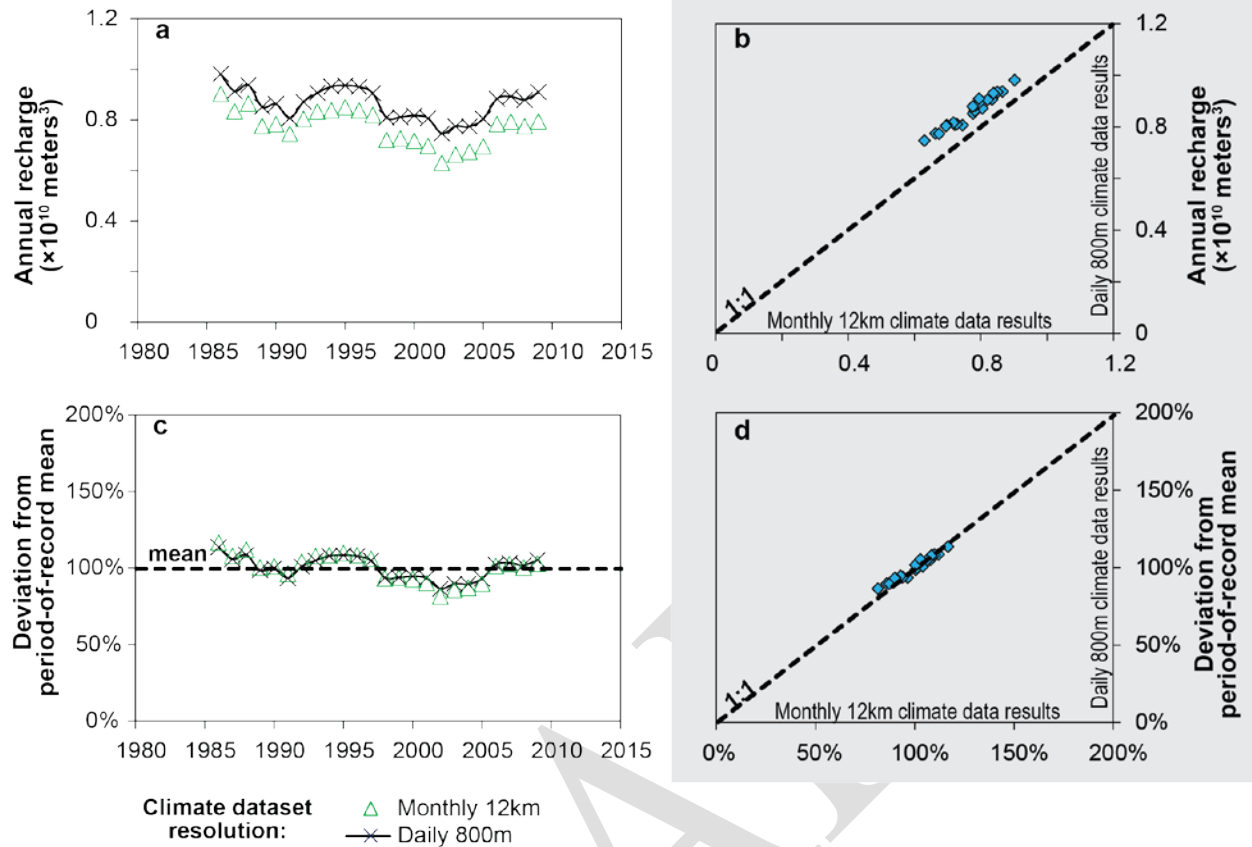 a
1.2
0.8
0.4
0
Annual recharge
(×10¹⁰ meters³)
1980 1985 1990 1995 2000 2005 2010 2015
b
1.2
0.8
0.4
0
Annual recharge
(×10¹⁰ meters³)
Daily 800m climate data results
1:1
Monthly 12km climate data results
0 0.4 0.8 1.2
c
200%
150%
100%
50%
0%
Deviation from
period-of-record mean
mean
1980 1985 1990 1995 2000 2005 2010 2015
d
200%
150%
100%
50%
0%
Deviation from
period-of-record mean
Daily 800m climate data results
1:1
Monthly 12km climate data results
0% 50% 100% 150% 200%
Climate dataset
resolution:
Monthly 12km
Daily 800m